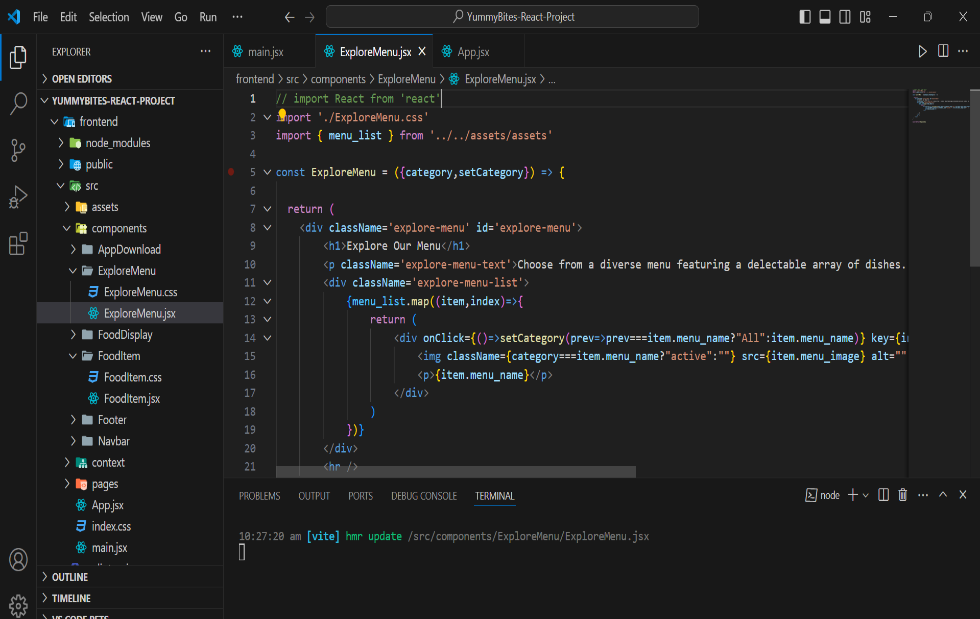 File Edit Selection View Go Run ···
YummyBites-React-Project
EXPLORER ···
OPEN EDITORS
YUMMYBITES-REACT-PROJECT
frontend
node_modules
public
src
assets
components
AppDownload
ExploreMenu
ExploreMenu.css
ExploreMenu.jsx
FoodDisplay
FoodItem
FoodItem.css
FoodItem.jsx
Footer
Navbar
context
pages
App.jsx
index.css
main.jsx
OUTLINE
TIMELINE
main.jsx ExploreMenu.jsx App.jsx
frontend > src > components > ExploreMenu > ExploreMenu.jsx > ...
1 // import React from 'react'
2 import './ExploreMenu.css'
3 import { menu_list } from '../../assets/assets'
4
5 const ExploreMenu = ({category,setCategory}) => {
6
7 return (
8 <div className='explore-menu' id='explore-menu'>
9 <h1>Explore Our Menu</h1>
10 <p className='explore-menu-text'>Choose from a diverse menu featuring a delectable array of dishes.
11 <div className='explore-menu-list'>
12 {menu_list.map((item,index)=>{
13 return (
14 <div onClick={()=>setCategory(prev=>prev===item.menu_name?"All":item.menu_name)} key={i
15 <img className={category===item.menu_name?"active":""} src={item.menu_image} alt=""
16 <p>{item.menu_name}</p>
17 </div>
18 )
19 })}
20 </div>
21 <hr />
PROBLEMS OUTPUT PORTS DEBUG CONSOLE TERMINAL
node
10:27:20 am [vite] hmr update /src/components/ExploreMenu/ExploreMenu.jsx